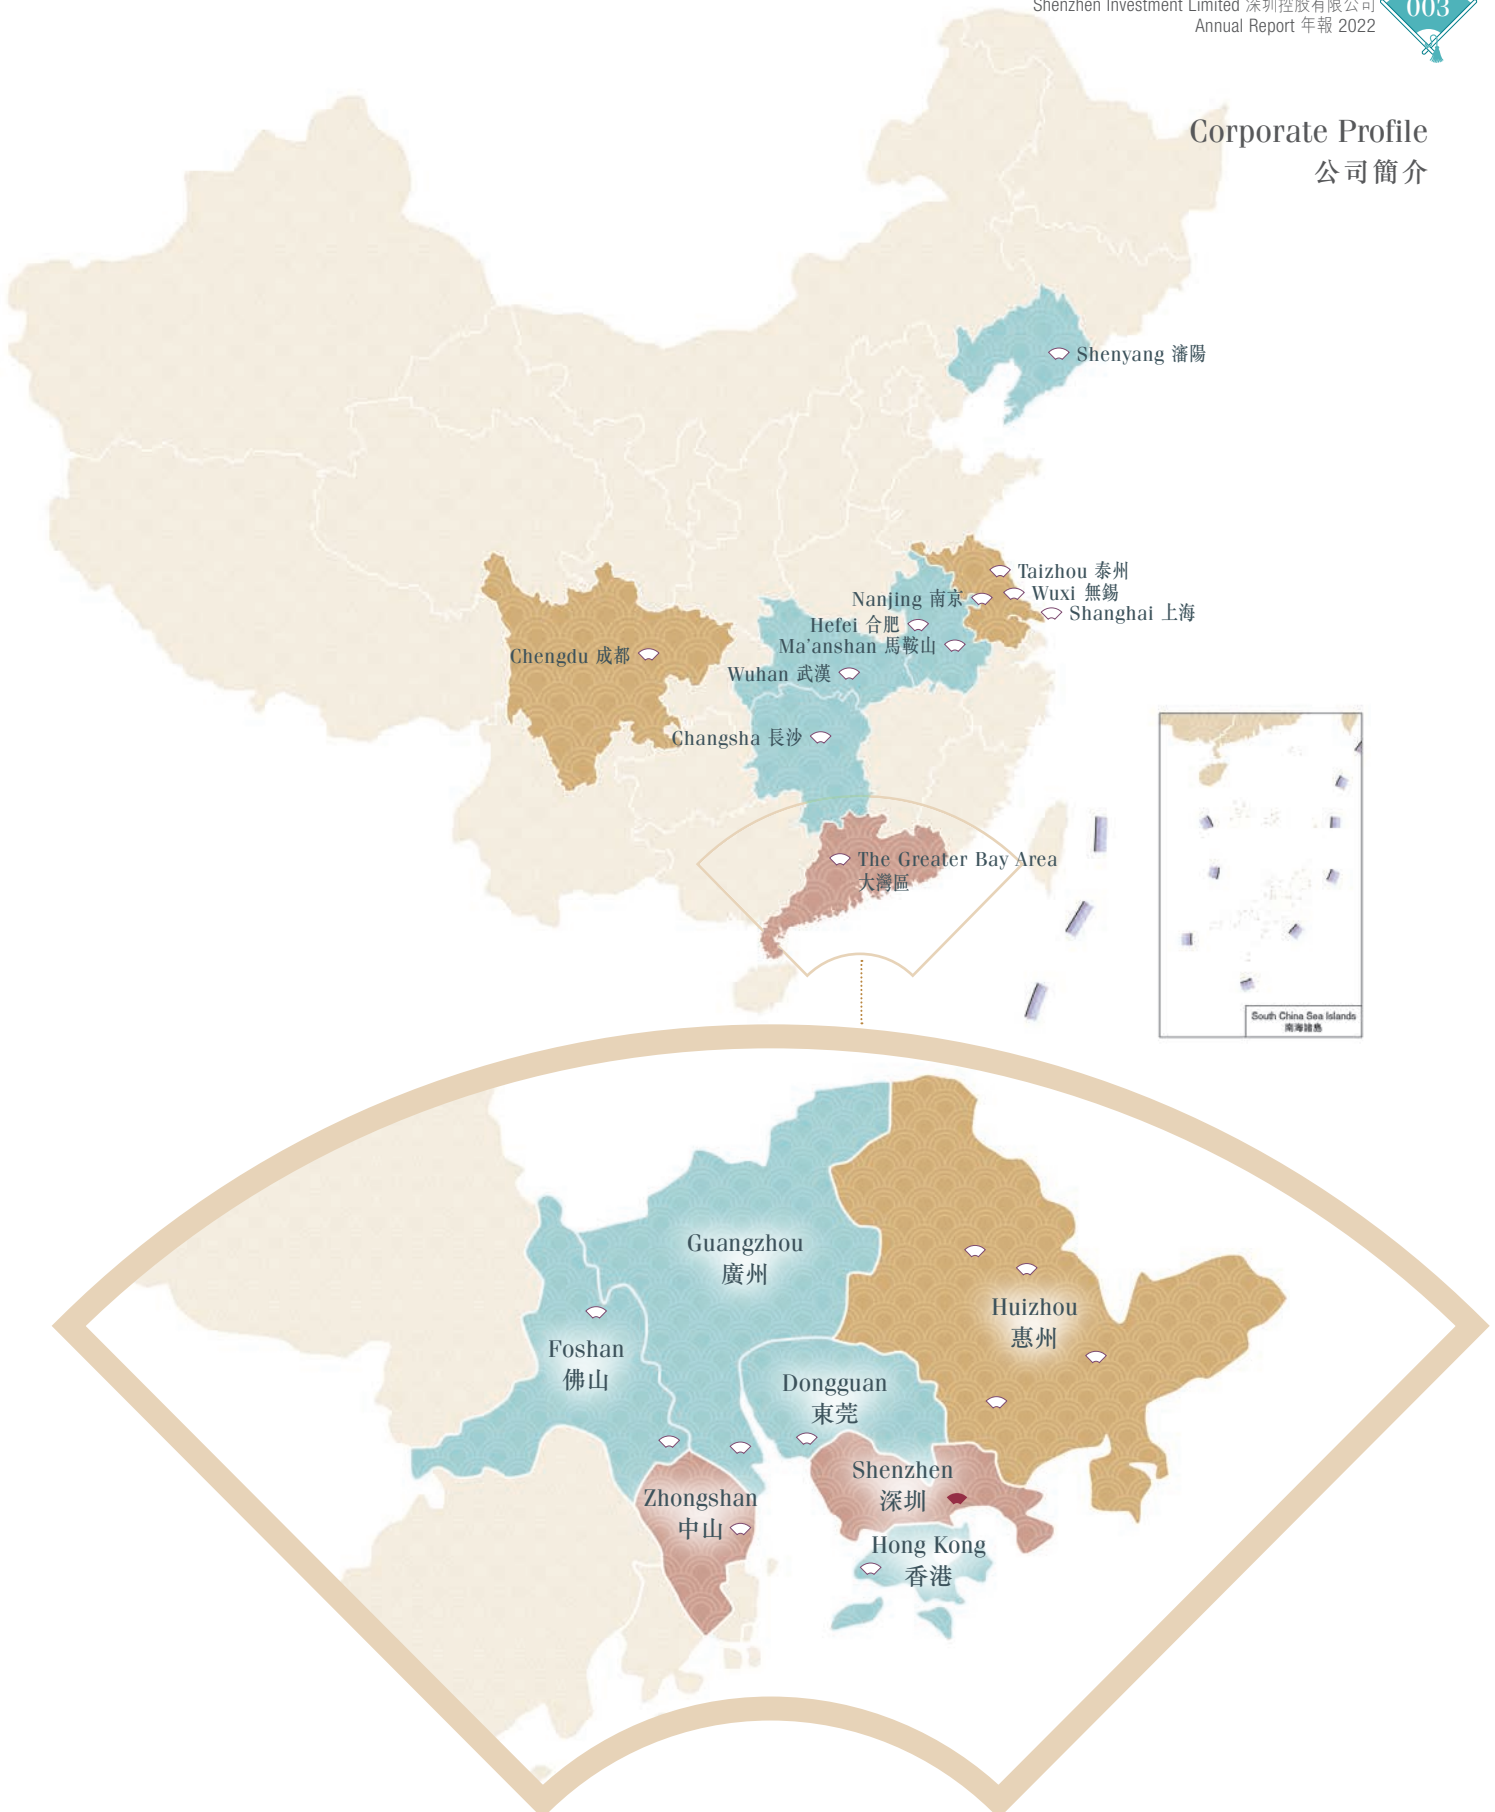 Shenzhen Investment Limited 深圳控股有限公司
Annual Report 年報 2022
003
Corporate Profile
公司簡介
Shenyang 瀋陽
Taizhou 泰州
Wuxi 無錫
Nanjing 南京
Shanghai 上海
Hefei 合肥
Ma'anshan 馬鞍山
Chengdu 成都
Wuhan 武漢
Changsha 長沙
The Greater Bay Area
大灣區
South China Sea Islands
南海諸島
Guangzhou
廣州
Huizhou
惠州
Foshan
佛山
Dongguan
東莞
Shenzhen
深圳
Zhongshan
中山
Hong Kong
香港